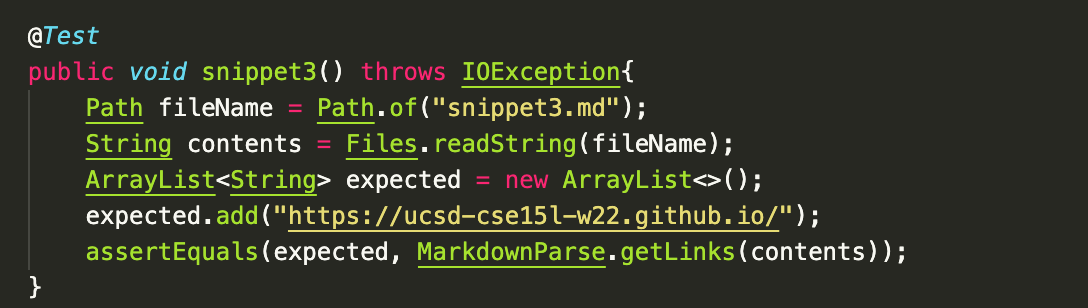 @Test
public void snippet3() throws IOException{
    Path fileName = Path.of("snippet3.md");
    String contents = Files.readString(fileName);
    ArrayList<String> expected = new ArrayList<>();
    expected.add("https://ucsd-cse15l-w22.github.io/");
    assertEquals(expected, MarkdownParse.getLinks(contents));
}